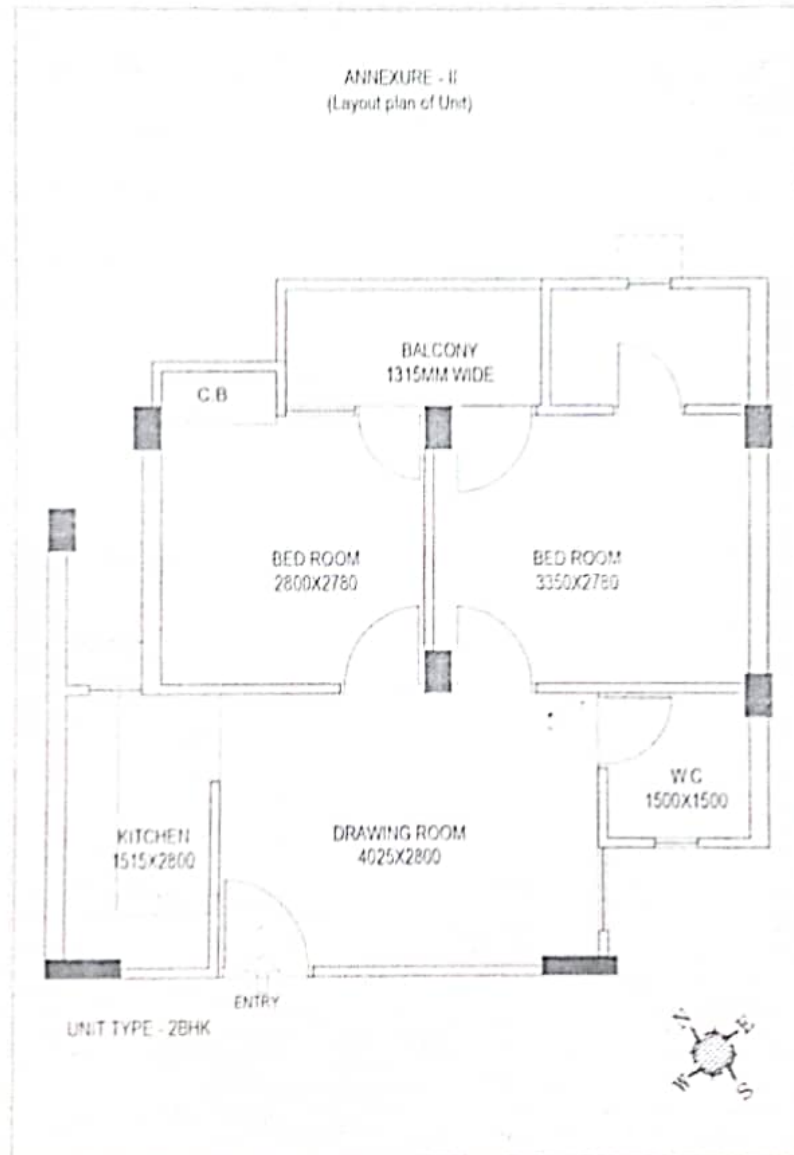 ANNEXURE - II
(Layout plan of Unit)
BALCONY
1315MM WIDE
C.B
BED ROOM
2800X2780
BED ROOM
3350X2780
W.C
1500X1500
KITCHEN
1515X2800
DRAWING ROOM
4025X2800
ENTRY
UNIT TYPE - 2BHK
N
E
W
S